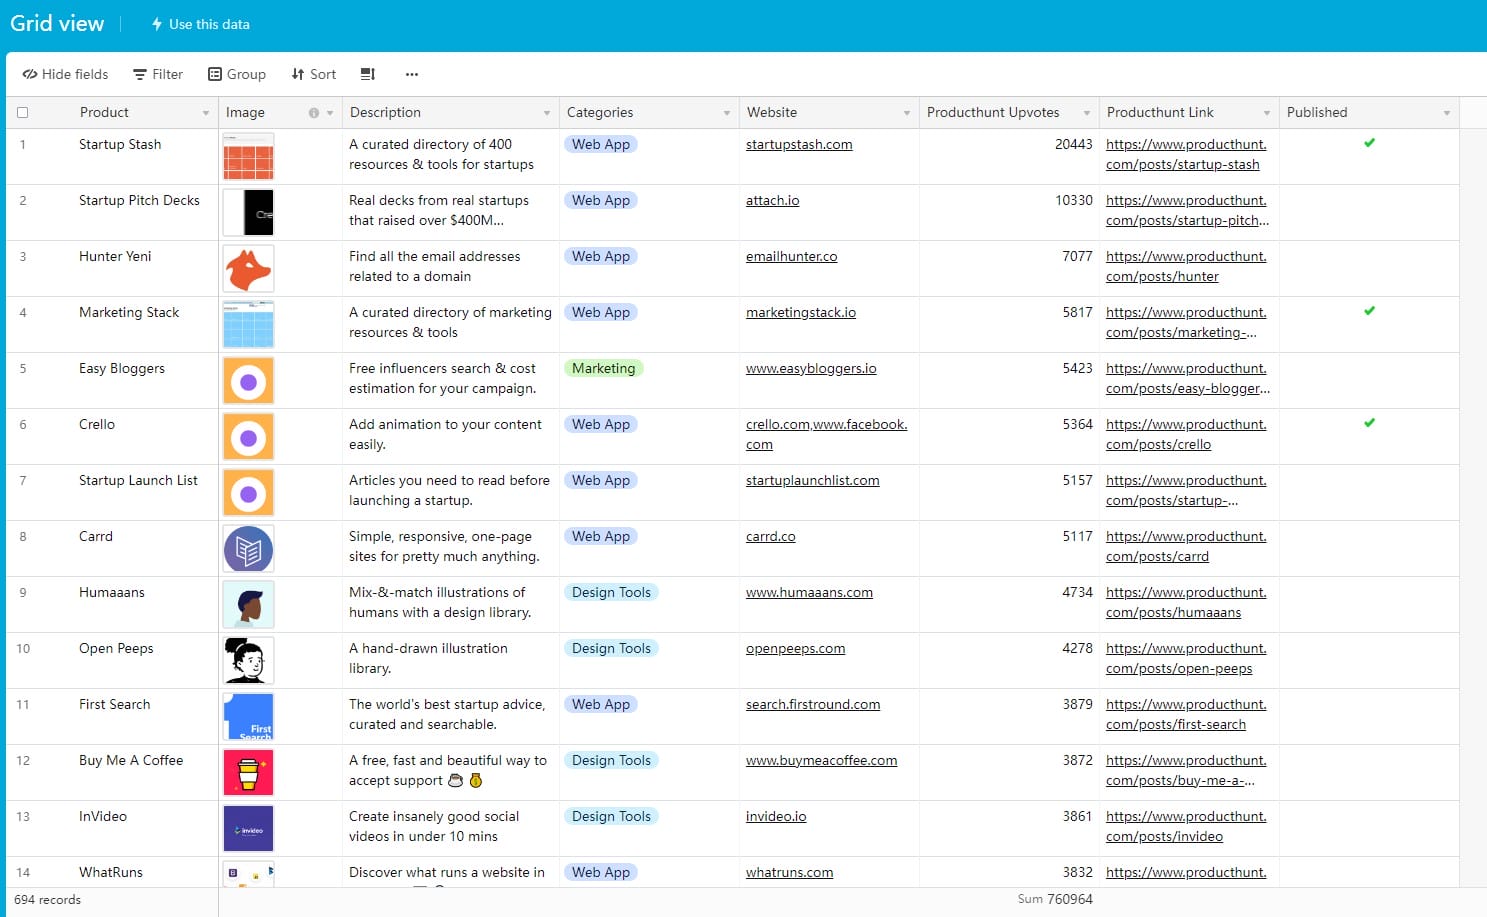 Grid view
Use this data
Hide fields Filter Group Sort ...
Product Image Description Categories Website Producthunt Upvotes Producthunt Link Published
1 Startup Stash A curated directory of 400 Web App startupstash.com 20443 https://www.producthunt.
resources & tools for startups com/posts/startup-stash
2 Startup Pitch Decks Real decks from real startups Web App attach.io 10330 https://www.producthunt.
Cre that raised over $400M... com/posts/startup-pitch...
3 Hunter Yeni Find all the email addresses Web App emailhunter.co 7077 https://www.producthunt.
related to a domain com/posts/hunter
4 Marketing Stack A curated directory of marketing Web App marketingstack.io 5817 https://www.producthunt.
resources & tools com/posts/marketing-...
5 Easy Bloggers Free influencers search & cost Marketing www.easybloggers.io 5423 https://www.producthunt.
estimation for your campaign. com/posts/easy-blogger...
6 Crello Add animation to your content Web App crello.com,www.facebook. 5364 https://www.producthunt.
easily. com com/posts/crello
7 Startup Launch List Articles you need to read before Web App startuplaunchlist.com 5157 https://www.producthunt.
launching a startup. com/posts/startup-...
8 Carrd Simple, responsive, one-page Web App carrd.co 5117 https://www.producthunt.
sites for pretty much anything. com/posts/carrd
9 Humaaans Mix-&-match illustrations of Design Tools www.humaaans.com 4734 https://www.producthunt.
humans with a design library. com/posts/humaaans
10 Open Peeps A hand-drawn illustration Design Tools openpeeps.com 4278 https://www.producthunt.
library. com/posts/open-peeps
11 First Search The world's best startup advice, Web App search.firstround.com 3879 https://www.producthunt.
First Search curated and searchable. com/posts/first-search
12 Buy Me A Coffee A free, fast and beautiful way to Design Tools www.buymeacoffee.com 3872 https://www.producthunt.
accept support ☕ 💰 com/posts/buy-me-a-...
13 InVideo Create insanely good social Design Tools invideo.io 3861 https://www.producthunt.
invideo videos in under 10 mins com/posts/invideo
14 WhatRuns Discover what runs a website in Web App whatruns.com 3832 https://www.producthunt.
694 records Sum 760964